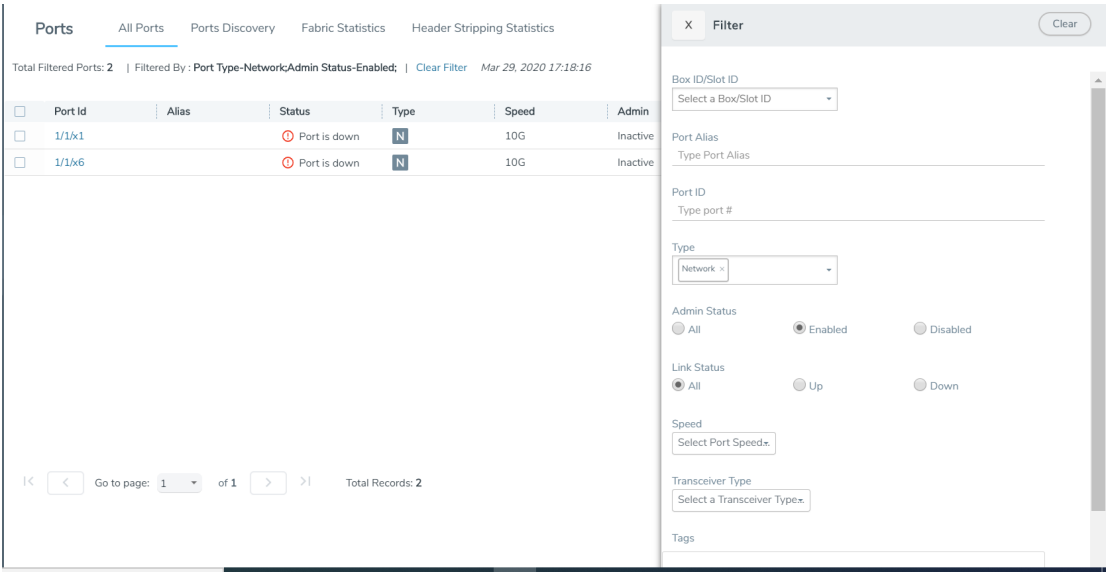 Ports All Ports Ports Discovery Fabric Statistics Header Stripping Statistics
Total Filtered Ports: 2 | Filtered By : Port Type-Network;Admin Status-Enabled; | Clear Filter Mar 29, 2020 17:18:16
Port Id Alias Status Type Speed Admin
1/1/x1 Port is down N 10G Inactive
1/1/x6 Port is down N 10G Inactive
|< < Go to page: 1 of 1 > >| Total Records: 2
X Filter Clear
Box ID/Slot ID
Select a Box/Slot ID
Port Alias
Type Port Alias
Port ID
Type port #
Type
Network ×
Admin Status
All Enabled Disabled
Link Status
All Up Down
Speed
Select Port Speed...
Transceiver Type
Select a Transceiver Type...
Tags